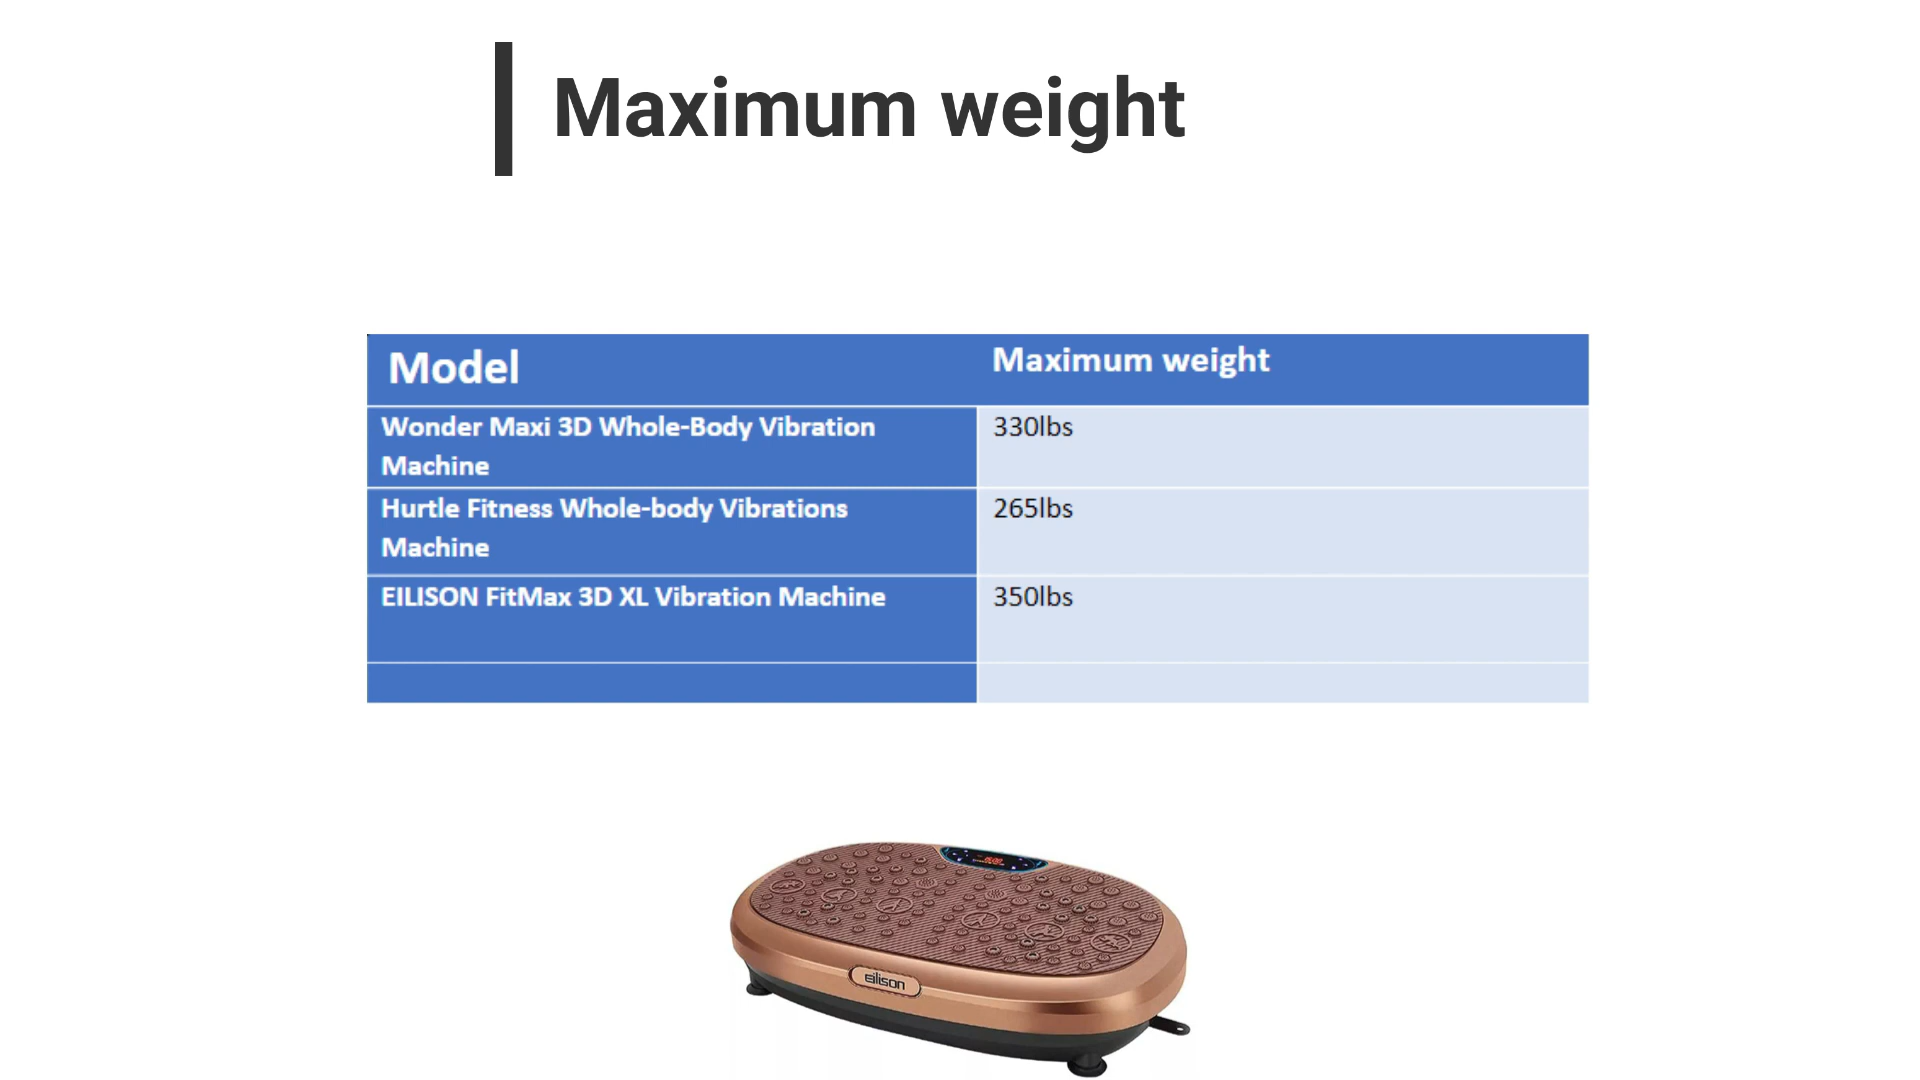 Maximum weight
Model
Maximum weight
Wonder Maxi 3D Whole-Body Vibration
Machine
330lbs
Hurtle Fitness Whole-body Vibrations
Machine
265lbs
EILISON FitMax 3D XL Vibration Machine
350lbs
Eilison